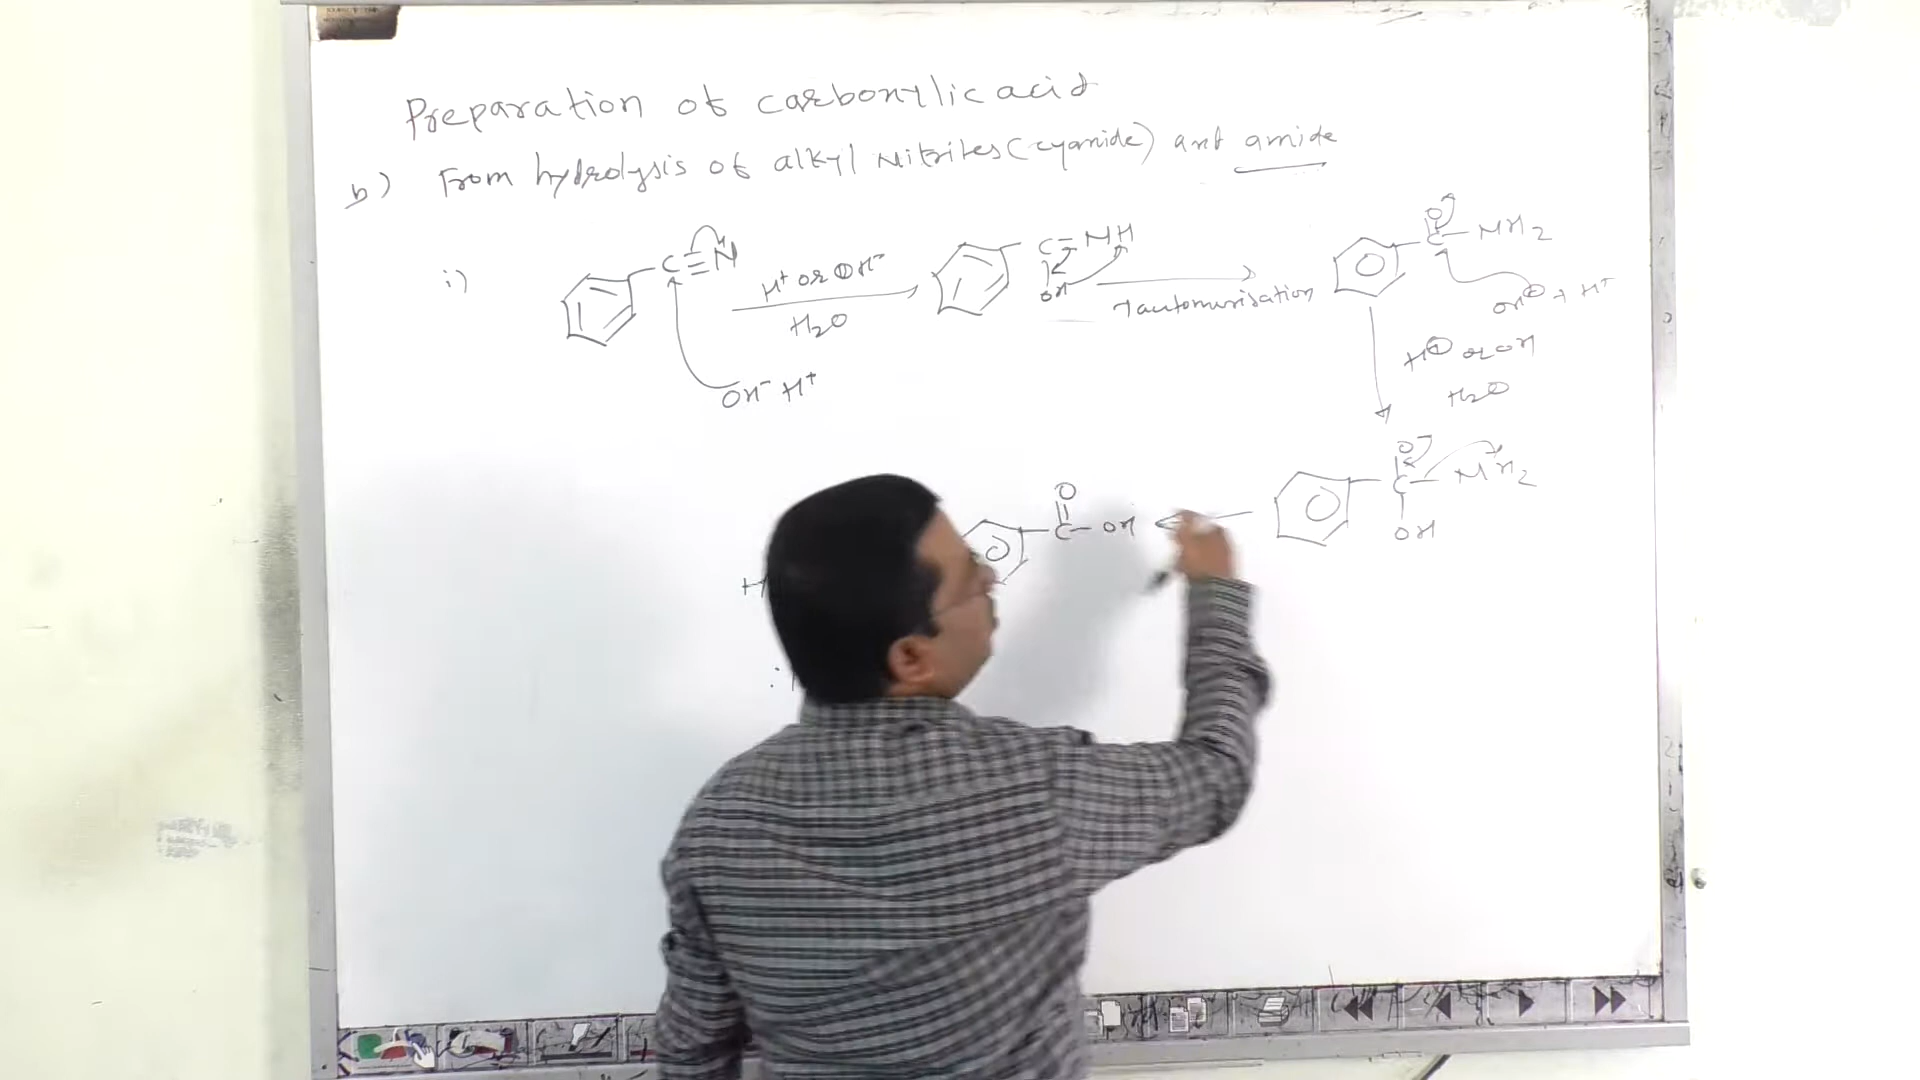 Preparation of carboxylic acid
b) From hydrolysis of alkyl Nitriles (cyanide) and amide
i) C≡N
H⁺ or OH⁻
H₂O
OH⁻ H⁺
C=NH
OH
Tautomerisation
O
C-NH₂
OH⊖ + H⁺
H⊕ or OH
H₂O
O
C-NH₂
OH
O
C-OH